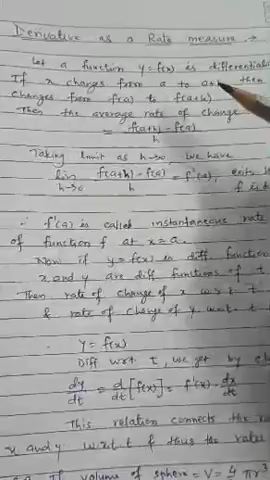 Derivative as a Rate measure →
Let a function y = f(x) is differentiab
If x changes from a to a+h, then
changes from f(a) to f(a+h)
Then the average rate of change
= f(a+h) - f(a) / h
Taking limit as h→0, we have
lim h→0 f(a+h) - f(a) / h = f'(a),
f is
∴ f'(a) is called instantaneous rate
of function f at x = a.
Now if y = f(x) is diff function
x and y are diff functions of t
Then rate of change of x w.r.t t
& rate of change of y w.r.t t
∴ y = f(x)
Diff w.r.t t, we get by
dy/dt = d/dt [f(x)] = f'(x) · dx/dt
This relation connects the ra
x and y w.r.t t & thus the rates
If volume of sphere = V = 4 πr³